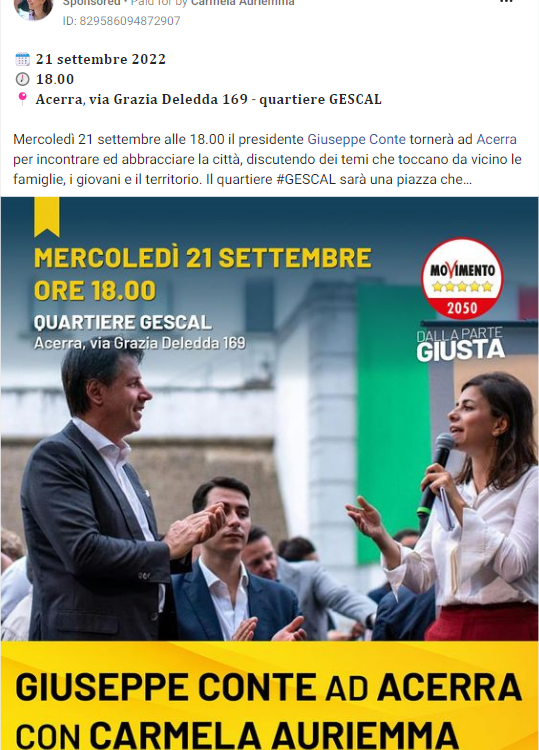 Sponsored • Paid for by Carmela Auriemma
ID: 829586094872907
21 settembre 2022
18.00
Acerra, via Grazia Deledda 169 - quartiere GESCAL
Mercoledì 21 settembre alle 18.00 il presidente Giuseppe Conte tornerà ad Acerra
per incontrare ed abbracciare la città, discutendo dei temi che toccano da vicino le
famiglie, i giovani e il territorio. Il quartiere #GESCAL sarà una piazza che…
MERCOLEDÌ 21 SETTEMBRE
ORE 18.00
QUARTIERE GESCAL
Acerra, via Grazia Deledda 169
MOVIMENTO
2050
DALLA PARTE
GIUSTA
GIUSEPPE CONTE AD ACERRA
CON CARMELA AURIEMMA